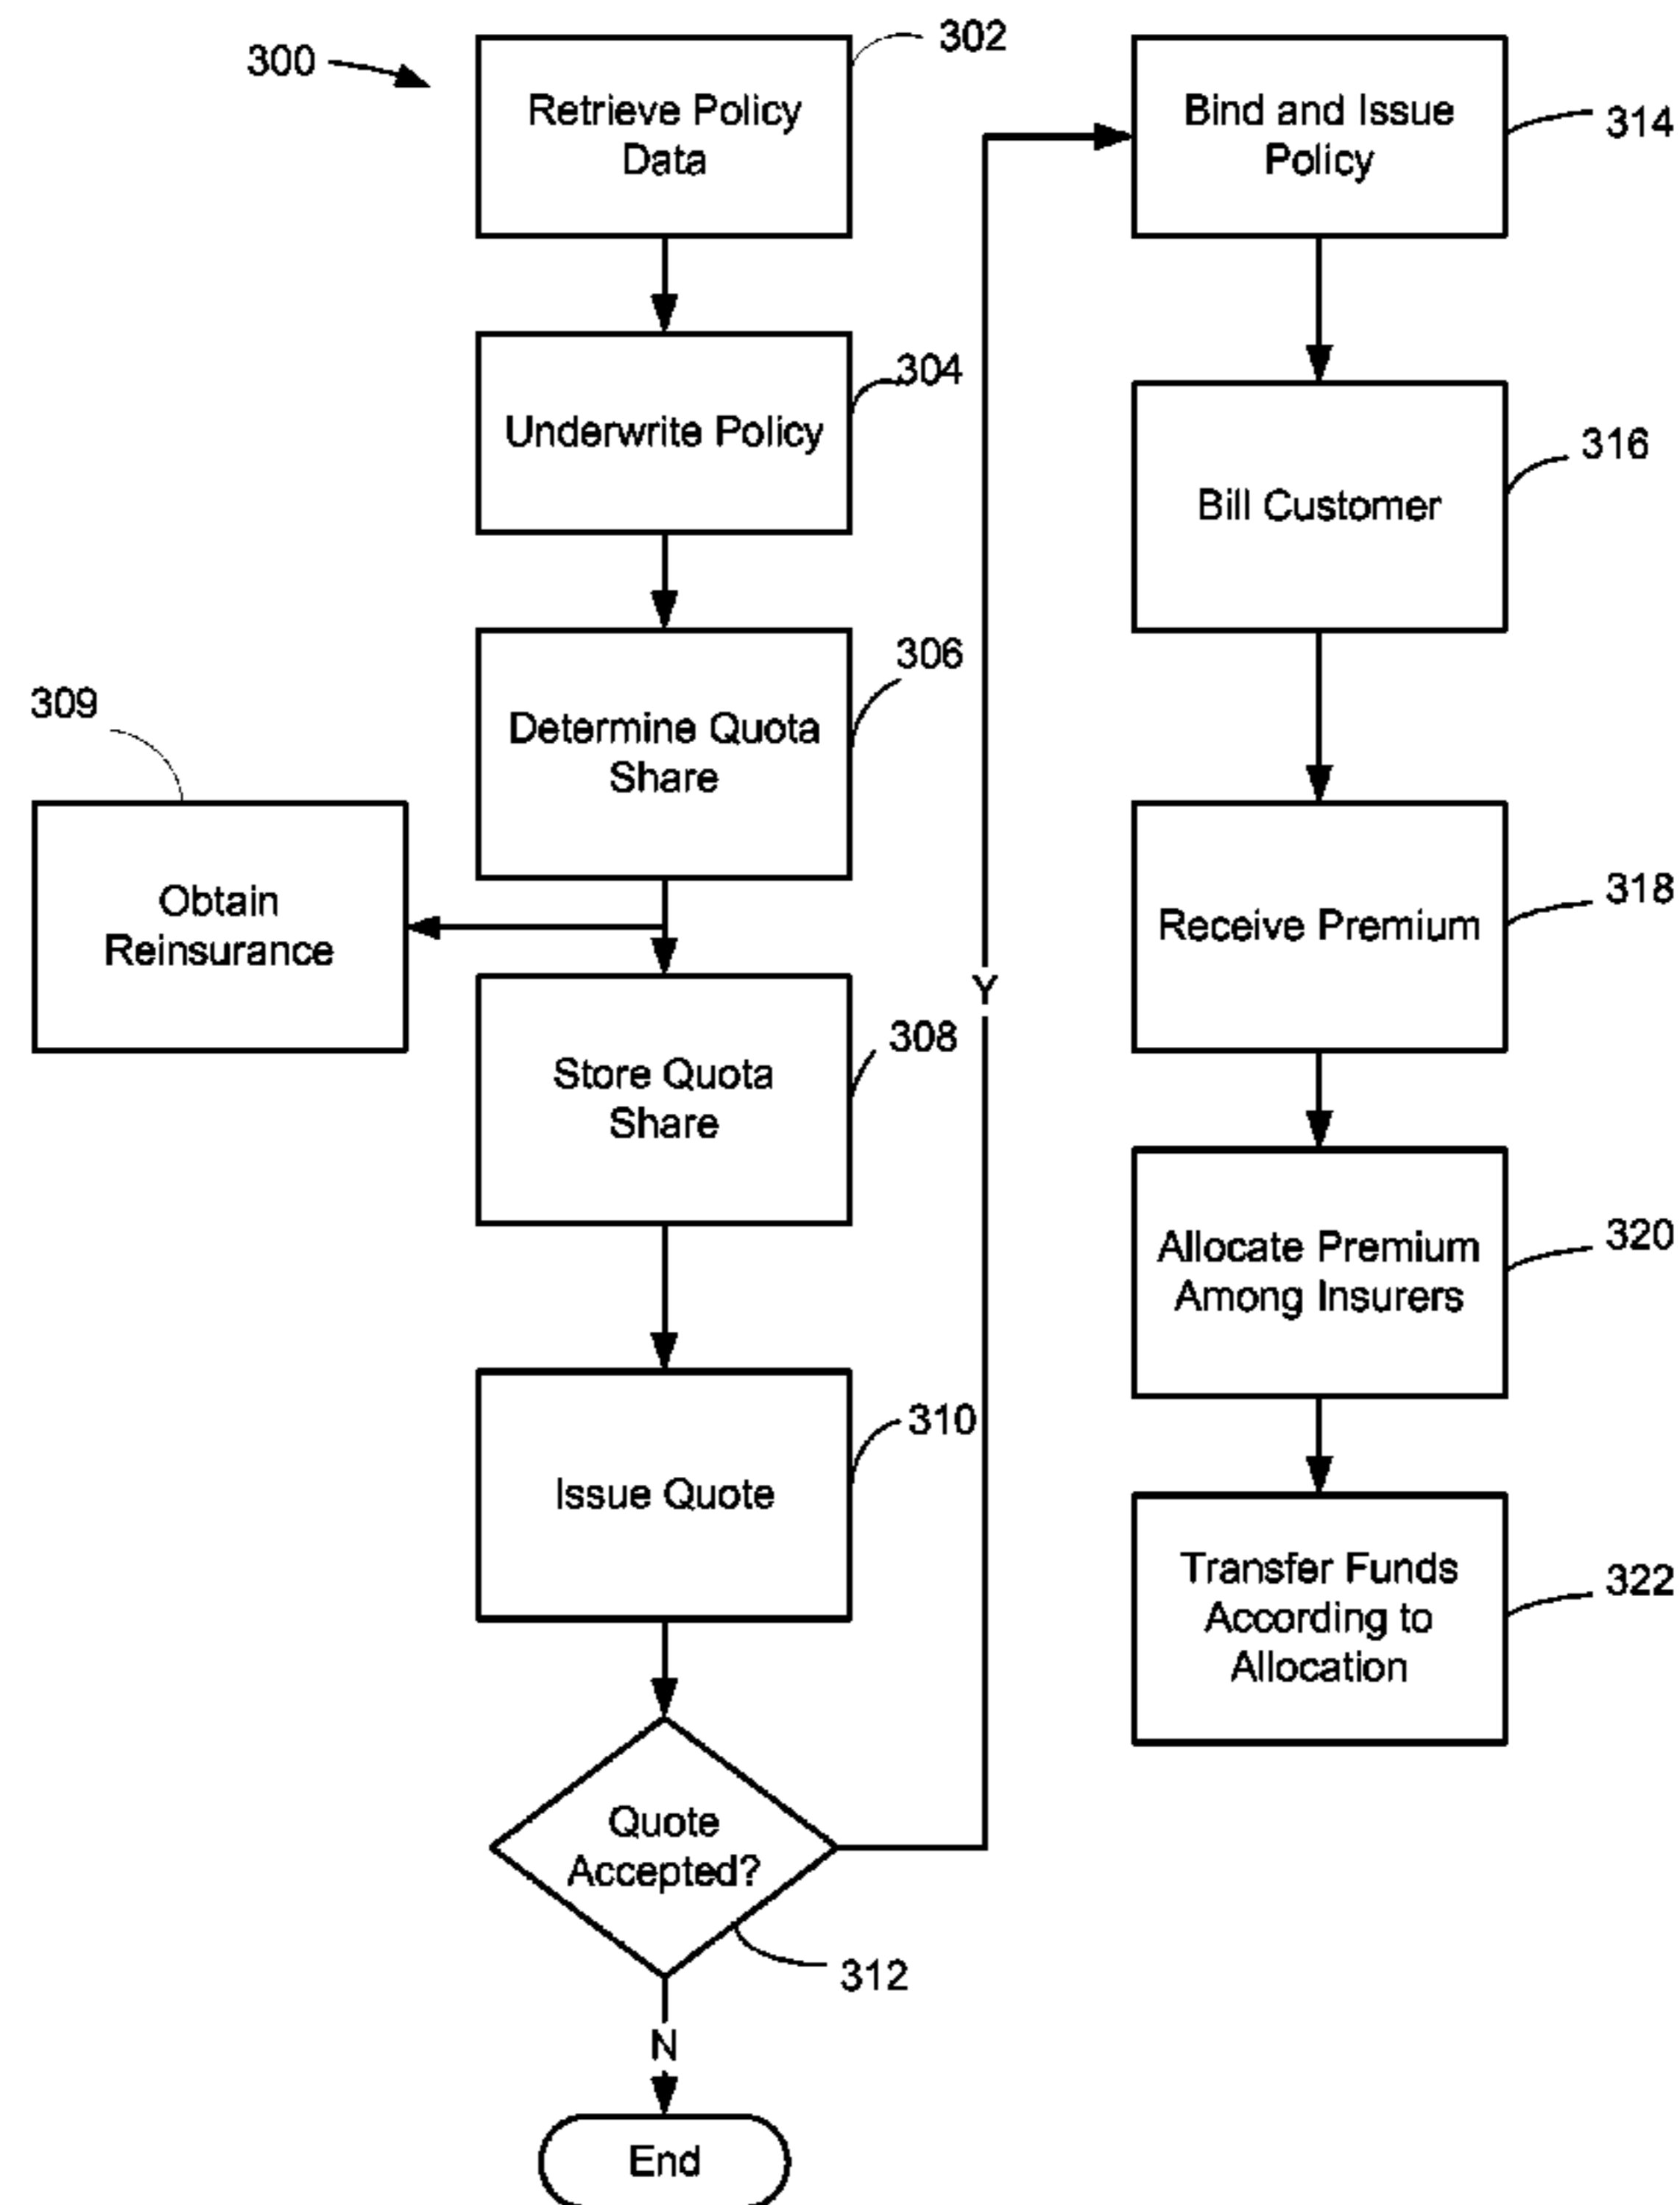 300
302
Retrieve Policy
Data
304
Underwrite Policy
306
Determine Quota
Share
309
Obtain
Reinsurance
308
Store Quota
Share
310
Issue Quote
Quote
Accepted?
312
N
End
Y
Bind and Issue
Policy
314
316
Bill Customer
318
Receive Premium
320
Allocate Premium
Among Insurers
322
Transfer Funds
According to
Allocation